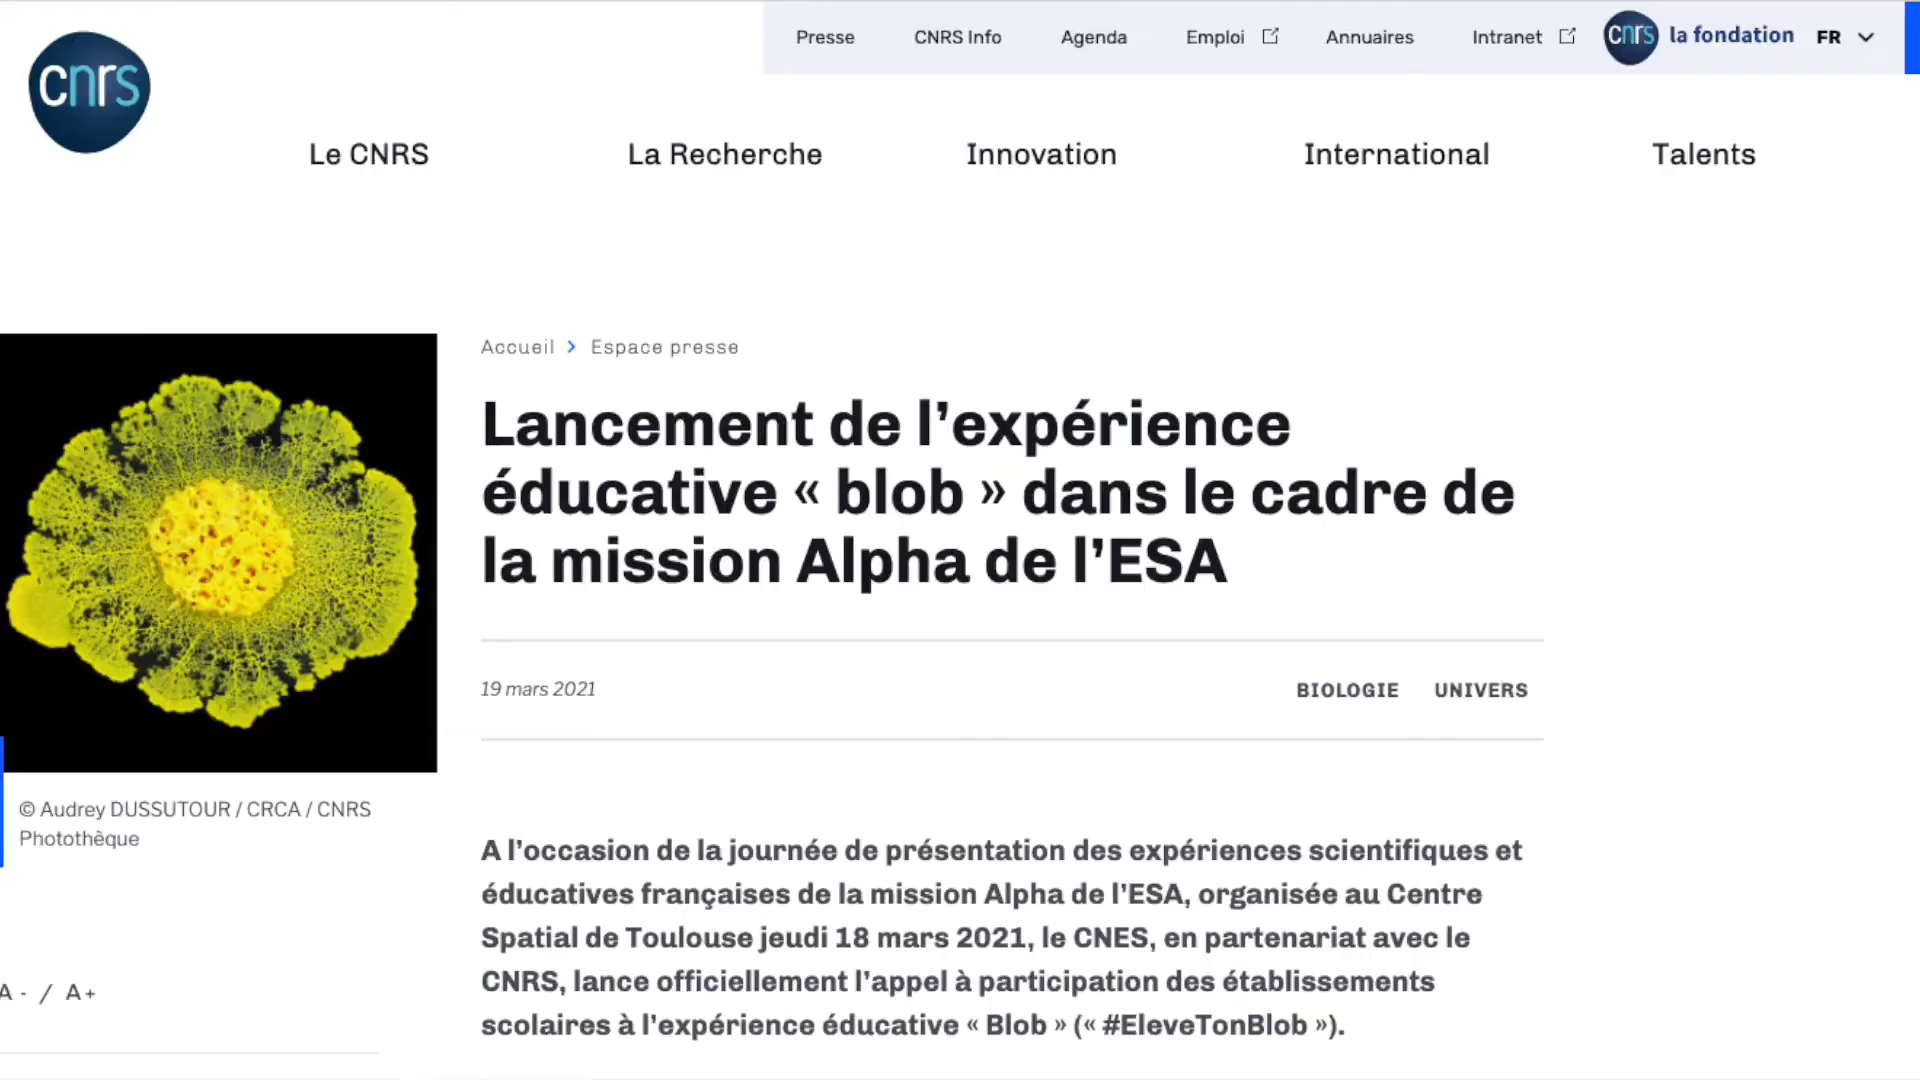 Presse CNRS Info Agenda Emploi Annuaires Intranet cnrs la fondation FR
cnrs
Le CNRS La Recherche Innovation International Talents
Accueil > Espace presse
Lancement de l’expérience
éducative « blob » dans le cadre de
la mission Alpha de l’ESA
19 mars 2021 BIOLOGIE UNIVERS
© Audrey DUSSUTOUR / CRCA / CNRS
Photothèque
A l’occasion de la journée de présentation des expériences scientifiques et
éducatives françaises de la mission Alpha de l’ESA, organisée au Centre
Spatial de Toulouse jeudi 18 mars 2021, le CNES, en partenariat avec le
CNRS, lance officiellement l’appel à participation des établissements
scolaires à l’expérience éducative « Blob » (« #EleveTonBlob »).
A - / A+